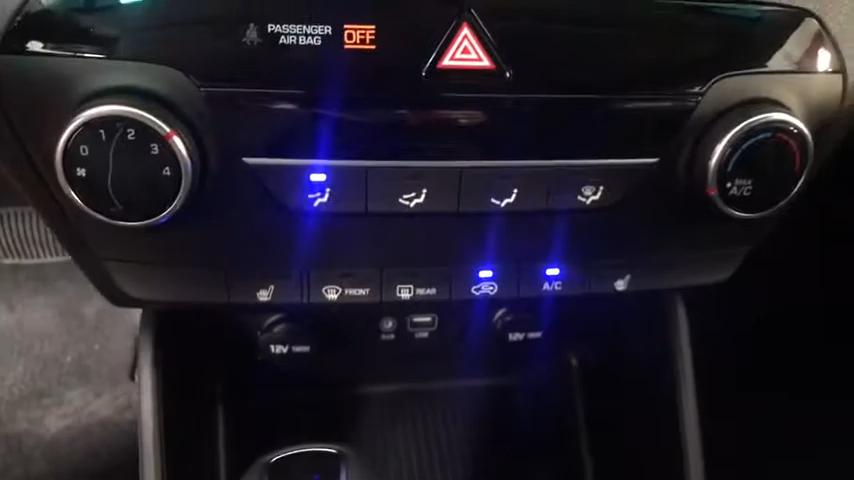 PASSENGER
AIR BAG
OFF
0 1 2 3 4
MAX
A/C
FRONT
REAR
A/C
12V
12V